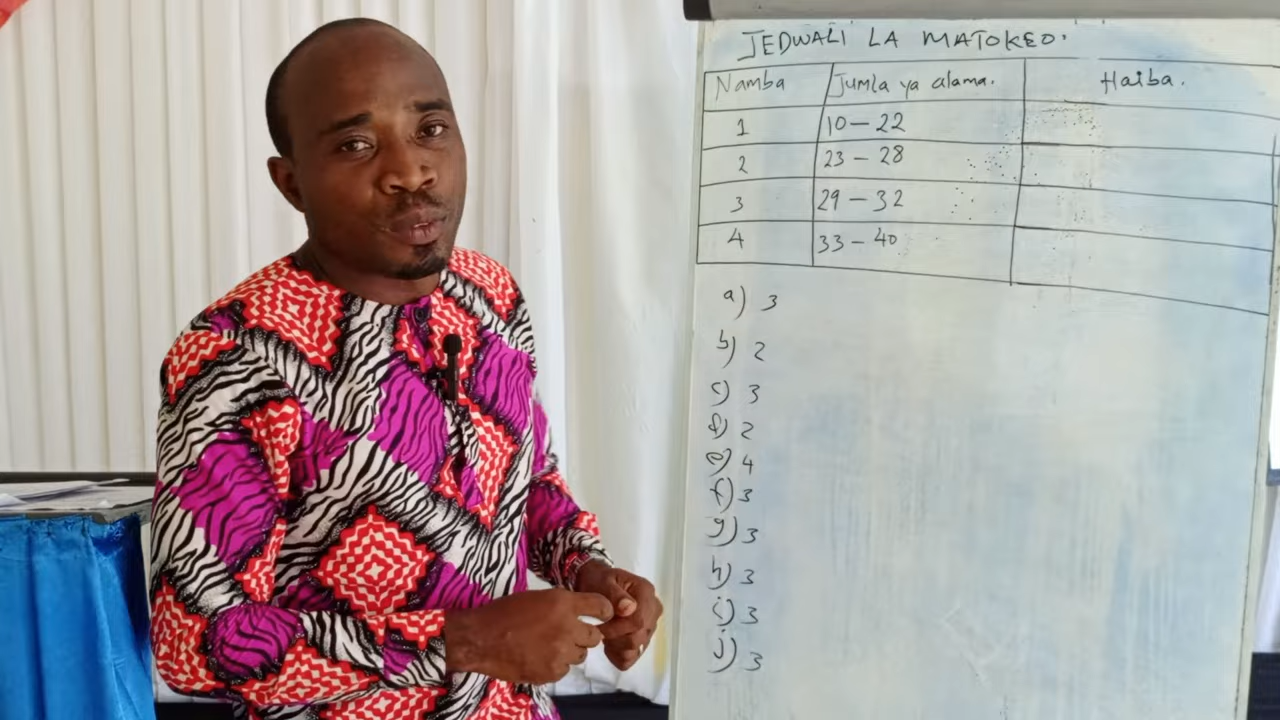 JEDWALI LA MATOKEO.
Namba Jumla ya alama. Haiba.
1 10 – 22
2 23 – 28
3 29 – 32
4 33 – 40
a) 3
b) 2
c) 3
d) 2
e) 4
f) 3
g) 3
h) 3
i) 3
j) 3